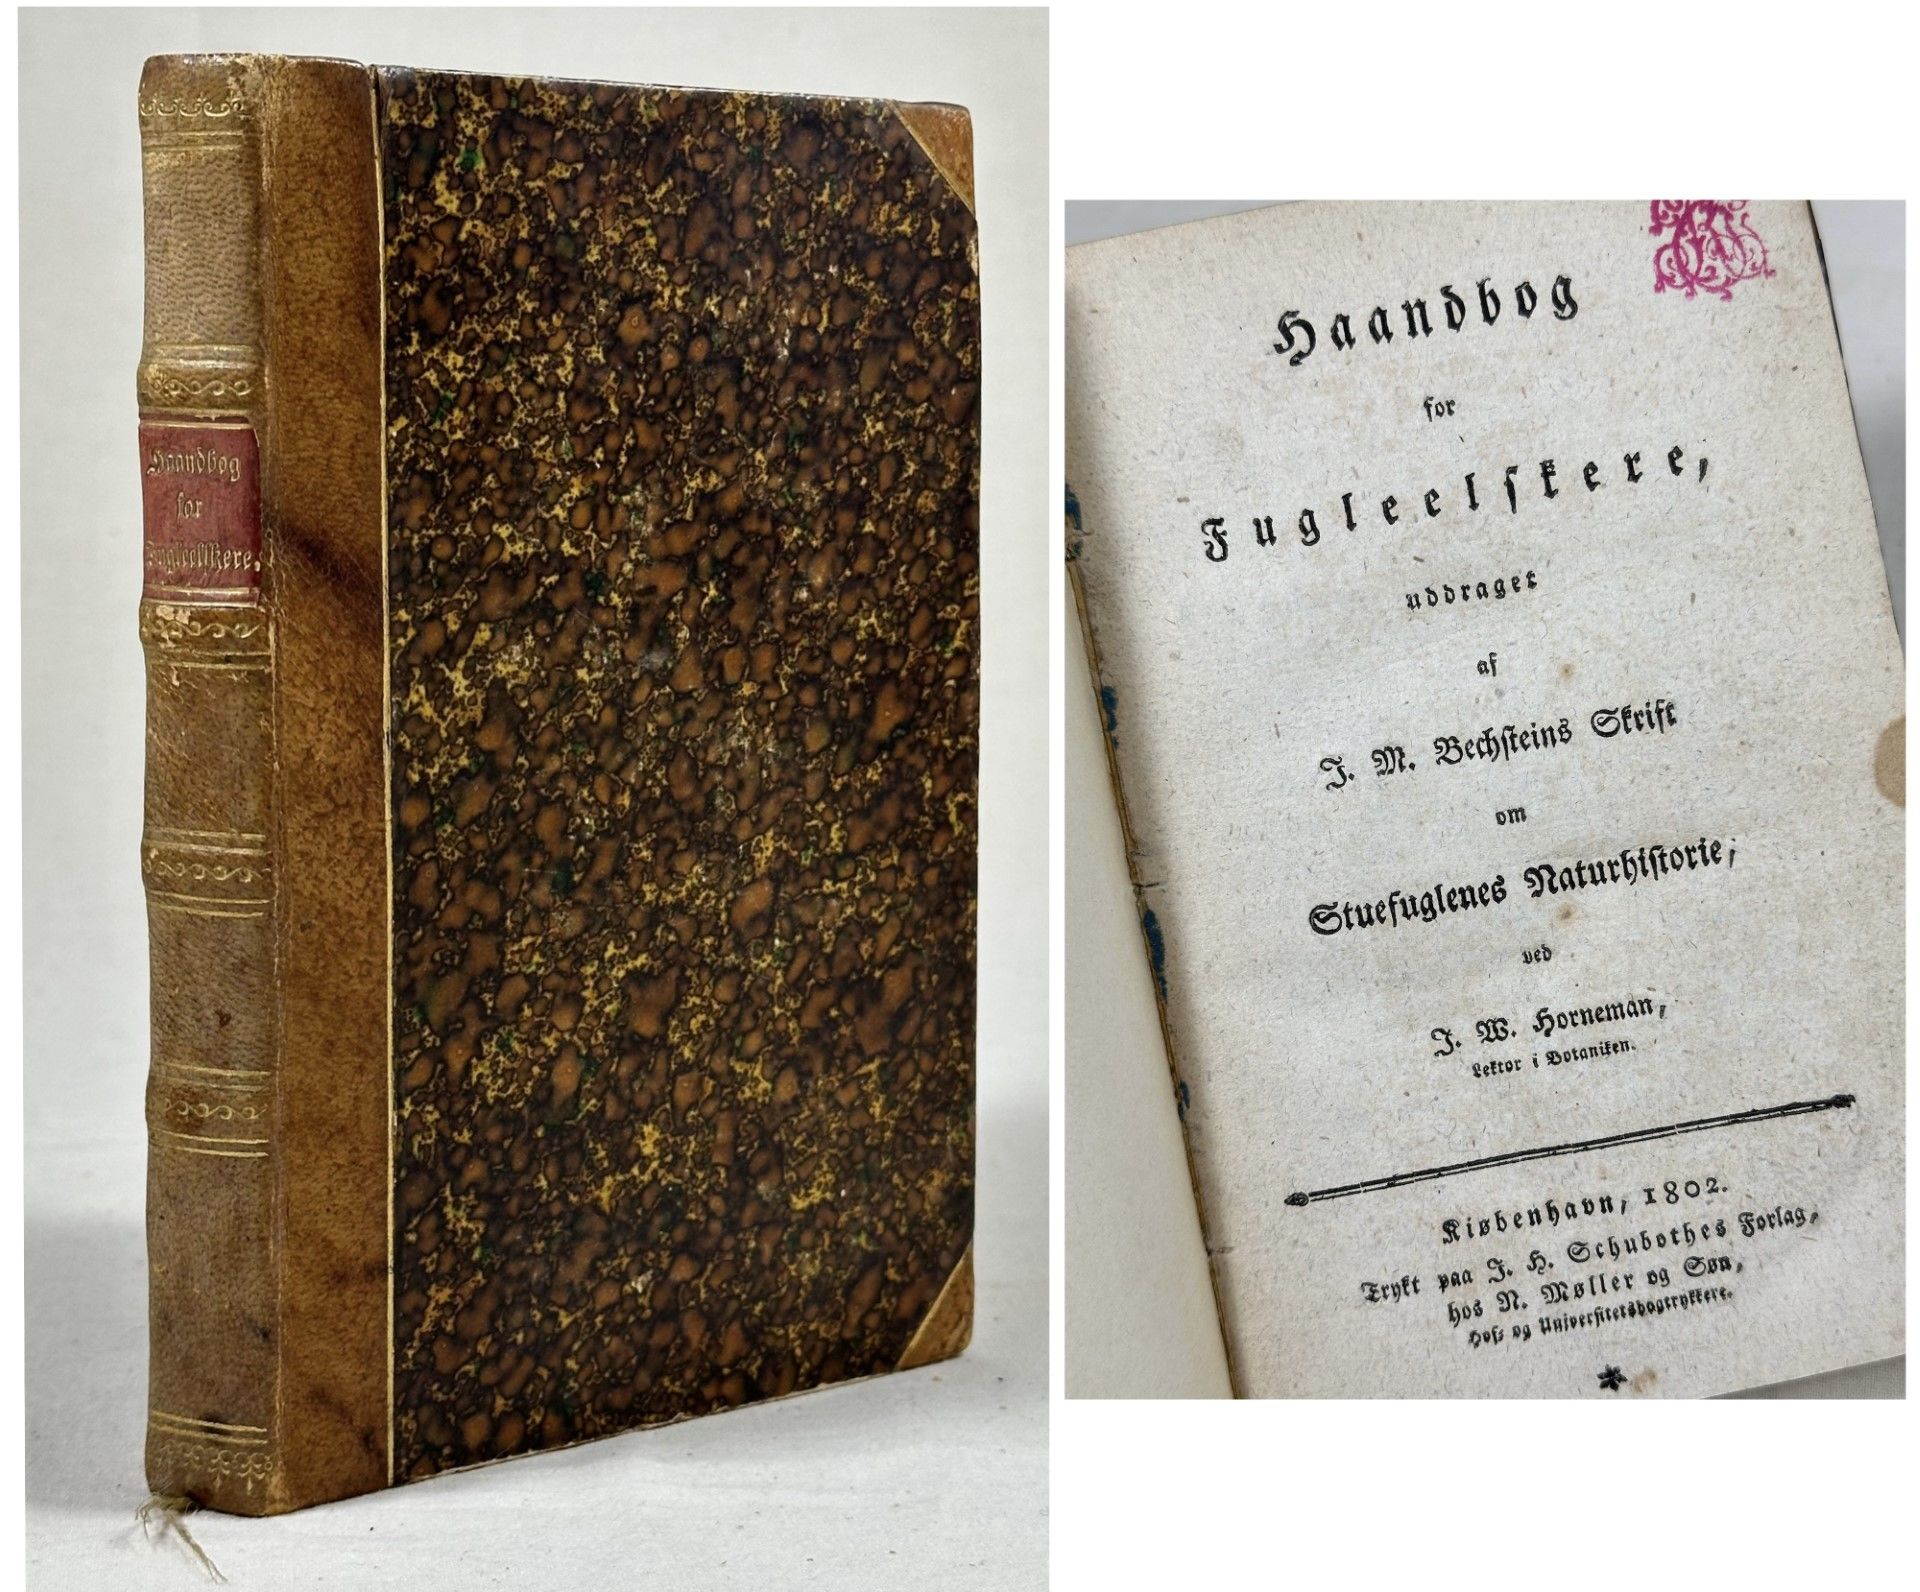 Haandbog
for
Fugleelskere.
Haandbog
for
Fugleelskere,
uddraget
af
J. M. Bechsteins Skrift
om
Stuefuglenes Naturhistorie,
ved
J. W. Horneman,
Lektor i Botaniken.
Kiøbenhavn, 1802.
Trykt paa J. H. Schubothes Forlag,
hos N. Møller og Søn,
Hof- og Universitetsbogtrykkere.